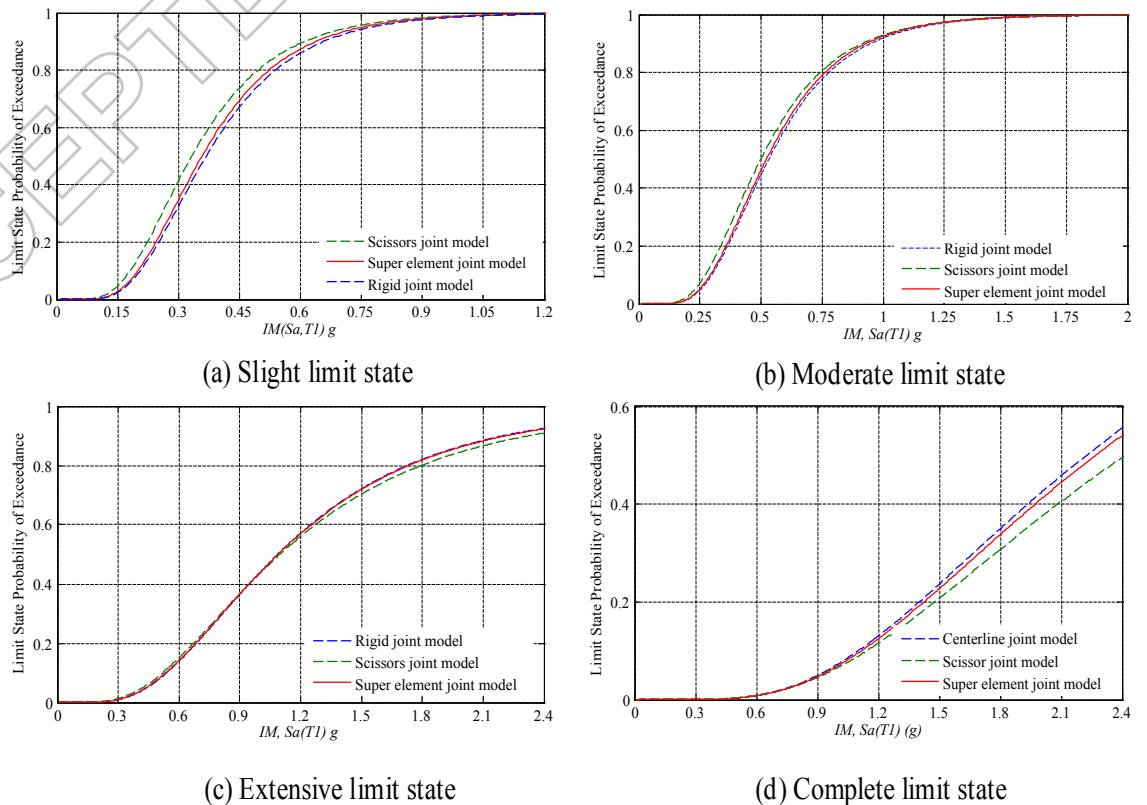 CEPTE
1
0.8
0.6
0.4
0.2
0
Limit State Probability of Exceedance
Scissors joint model
Super element joint model
Rigid joint model
0 0.15 0.3 0.45 0.6 0.75 0.9 1.05 1.2
IM(Sa,T1) g
(a) Slight limit state
1
0.8
0.6
0.4
0.2
0
Limit State Probability of Exceedance
Rigid joint model
Scissors joint model
Super element joint model
0 0.25 0.5 0.75 1 1.25 1.5 1.75 2
IM, Sa(T1) g
(b) Moderate limit state
1
0.8
0.6
0.4
0.2
0
Limit State Probability of Exceedance
Rigid joint model
Scissors joint model
Super element joint model
0 0.3 0.6 0.9 1.2 1.5 1.8 2.1 2.4
IM, Sa(T1) g
(c) Extensive limit state
0.6
0.4
0.2
0
Limit State Probability of Exceedance
Centerline joint model
Scissor joint model
Super element joint model
0 0.3 0.6 0.9 1.2 1.5 1.8 2.1 2.4
IM, Sa(T1) (g)
(d) Complete limit state